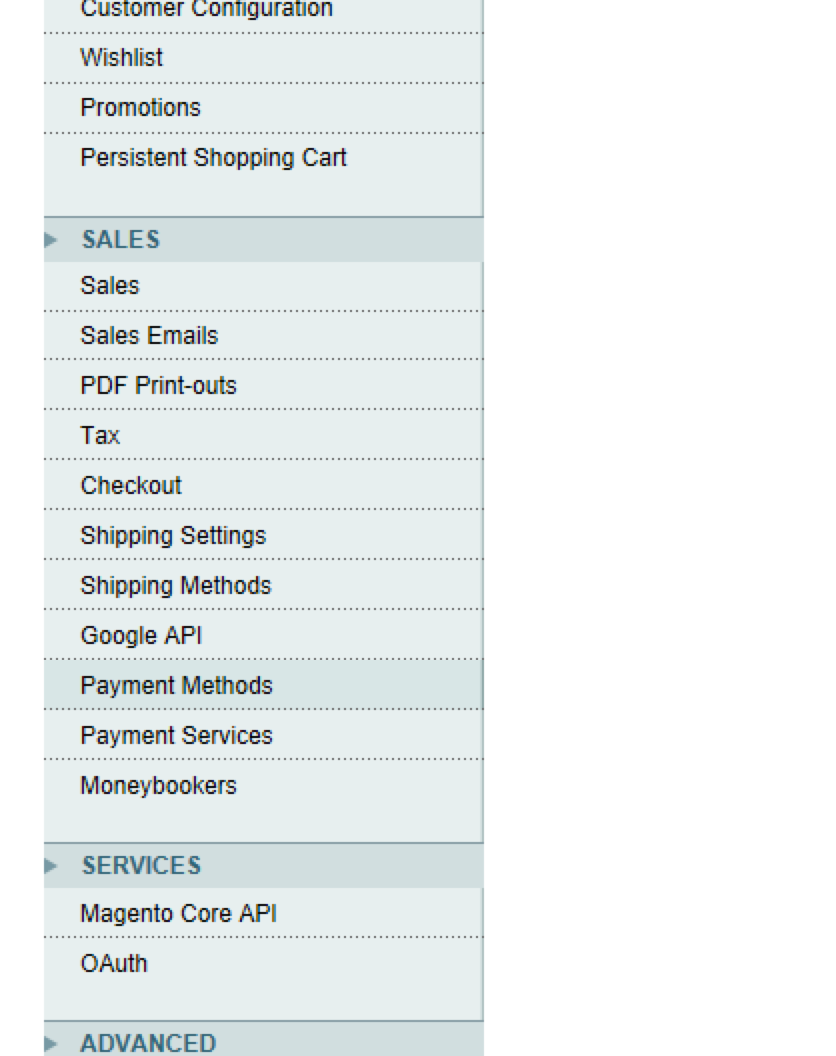 Customer Configuration
Wishlist
Promotions
Persistent Shopping Cart
SALES
Sales
Sales Emails
PDF Print-outs
Tax
Checkout
Shipping Settings
Shipping Methods
Google API
Payment Methods
Payment Services
Moneybookers
SERVICES
Magento Core API
OAuth
ADVANCED